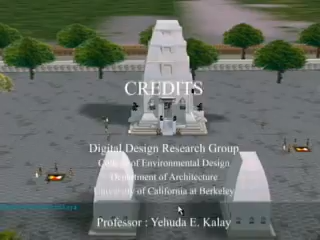 CREDITS
Digital Design Research Group
College of Environmental Design
Department of Architecture
University of California at Berkeley
Professor : Yehuda E. Kalay